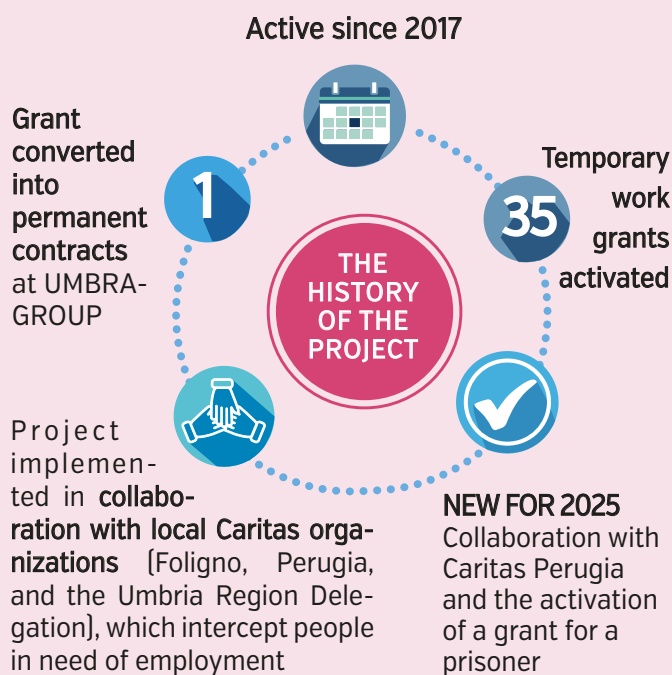 Active since 2017
Grant
converted
into
permanent
contracts
at UMBRA-
GROUP
1
35
Temporary
work
grants
activated
THE
HISTORY
OF THE
PROJECT
Project
implemen-
ted in collabo-
ration with local Caritas orga-
nizations (Foligno, Perugia,
and the Umbria Region Dele-
gation), which intercept people
in need of employment
NEW FOR 2025
Collaboration with
Caritas Perugia
and the activation
of a grant for a
prisoner